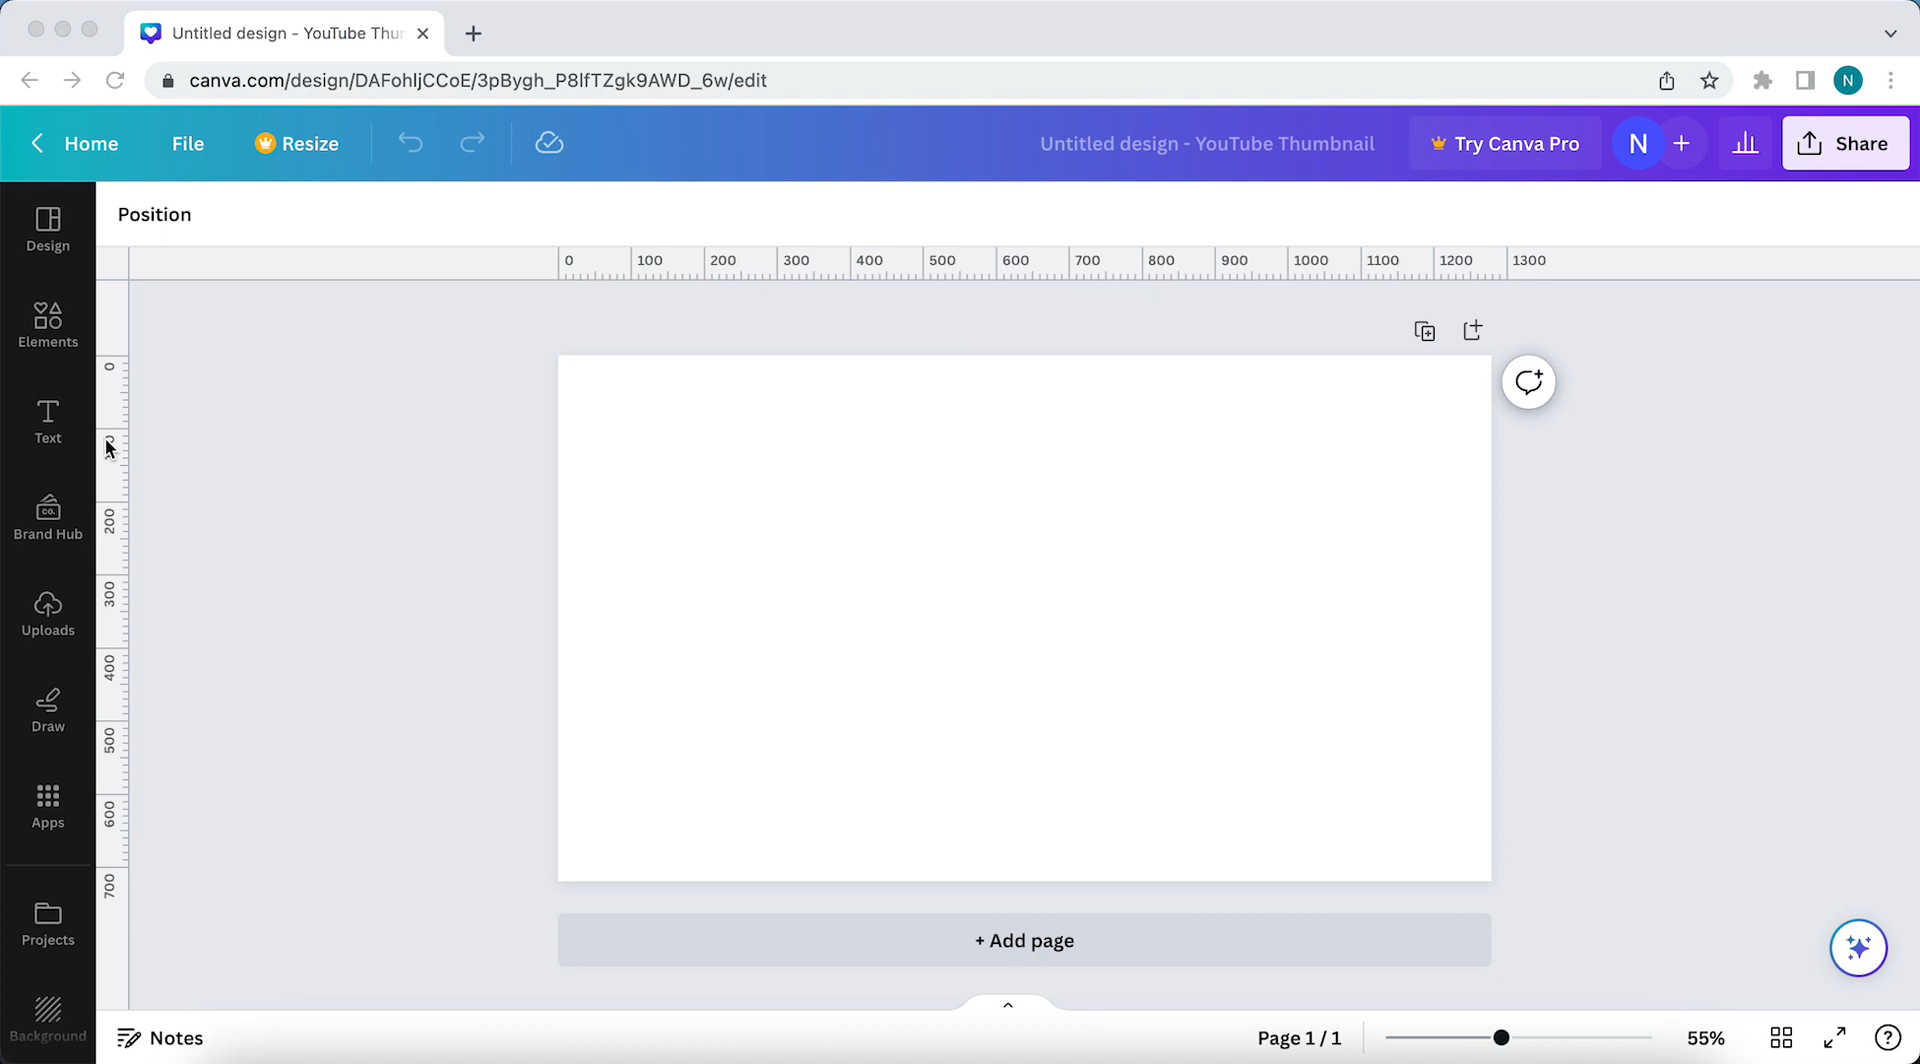 Untitled design - YouTube Thu
canva.com/design/DAFohljCCoE/3pBygh_P8lfTZgk9AWD_6w/edit
N
Home
File
Resize
Untitled design - YouTube Thumbnail
Try Canva Pro
N
Share
Position
Design
Elements
Text
Brand Hub
CO.
Uploads
Draw
Apps
Projects
Background
0 100 200 300 400 500 600 700 800 900 1000 1100 1200 1300
0
200
300
400
500
600
700
+ Add page
Notes
Page 1 / 1
55%